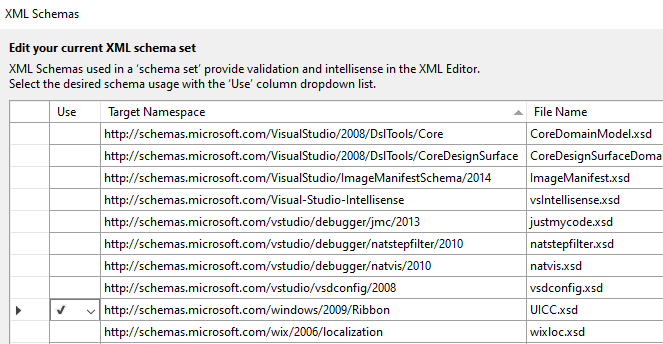 XML Schemas
Edit your current XML schema set
XML Schemas used in a 'schema set' provide validation and intellisense in the XML Editor.
Select the desired schema usage with the 'Use' column dropdown list.
Use Target Namespace File Name
http://schemas.microsoft.com/VisualStudio/2008/DslTools/Core CoreDomainModel.xsd
http://schemas.microsoft.com/VisualStudio/2008/DslTools/CoreDesignSurface CoreDesignSurfaceDoma
http://schemas.microsoft.com/VisualStudio/ImageManifestSchema/2014 ImageManifest.xsd
http://schemas.microsoft.com/Visual-Studio-Intellisense vsIntellisense.xsd
http://schemas.microsoft.com/vstudio/debugger/jmc/2013 justmycode.xsd
http://schemas.microsoft.com/vstudio/debugger/natstepfilter/2010 natstepfilter.xsd
http://schemas.microsoft.com/vstudio/debugger/natvis/2010 natvis.xsd
http://schemas.microsoft.com/vstudio/vsdconfig/2008 vsdconfig.xsd
http://schemas.microsoft.com/windows/2009/Ribbon UICC.xsd
http://schemas.microsoft.com/wix/2006/localization wixloc.xsd